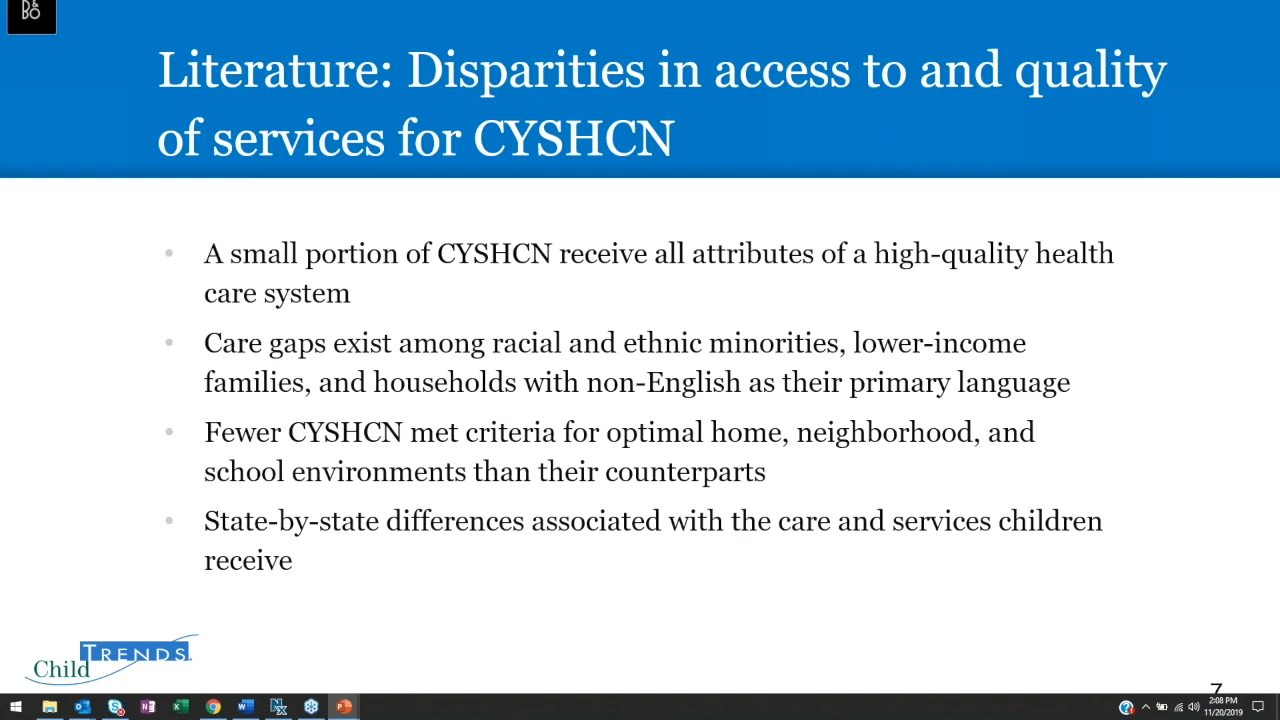 B&O
Literature: Disparities in access to and quality
of services for CYSHCN
• A small portion of CYSHCN receive all attributes of a high-quality health
care system
• Care gaps exist among racial and ethnic minorities, lower-income
families, and households with non-English as their primary language
• Fewer CYSHCN met criteria for optimal home, neighborhood, and
school environments than their counterparts
• State-by-state differences associated with the care and services children
receive
Child TRENDS
7
2:08 PM
11/20/2019